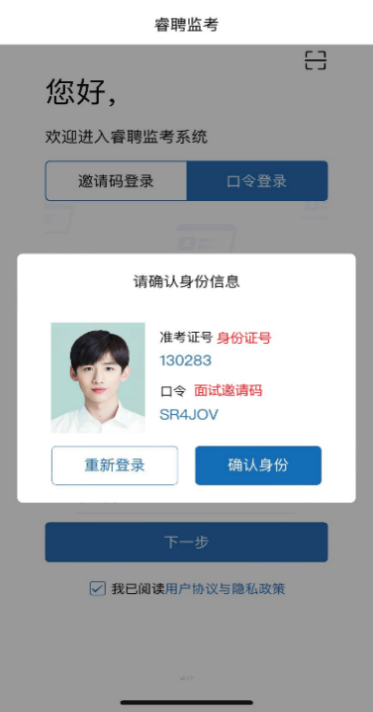 睿聘监考
您好，
欢迎进入睿聘监考系统
邀请码登录 口令登录
请确认身份信息
准考证号 身份证号
130283
口令 面试邀请码
SR4JOV
重新登录 确认身份
下一步
我已阅读用户协议与隐私政策